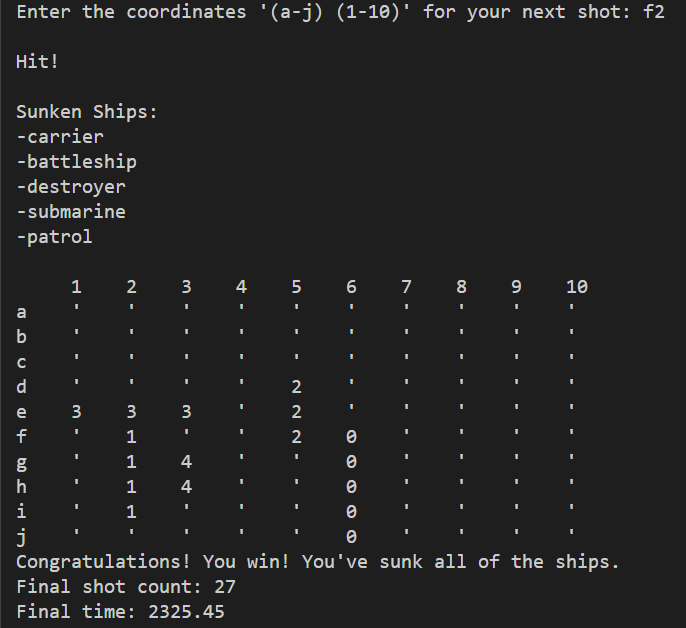 Enter the coordinates '(a-j) (1-10)' for your next shot: f2
Hit!
Sunken Ships:
-carrier
-battleship
-destroyer
-submarine
-patrol
1 2 3 4 5 6 7 8 9 10
a ' ' ' ' ' ' ' ' ' '
b ' ' ' ' ' ' ' ' ' '
c ' ' ' ' ' ' ' ' ' '
d ' ' ' ' 2 ' ' ' ' '
e 3 3 3 ' 2 ' ' ' ' '
f ' 1 ' ' 2 0 ' ' ' '
g ' 1 4 ' ' 0 ' ' ' '
h ' 1 4 ' ' 0 ' ' ' '
i ' 1 ' ' ' 0 ' ' ' '
j ' ' ' ' ' 0 ' ' ' '
Congratulations! You win! You've sunk all of the ships.
Final shot count: 27
Final time: 2325.45